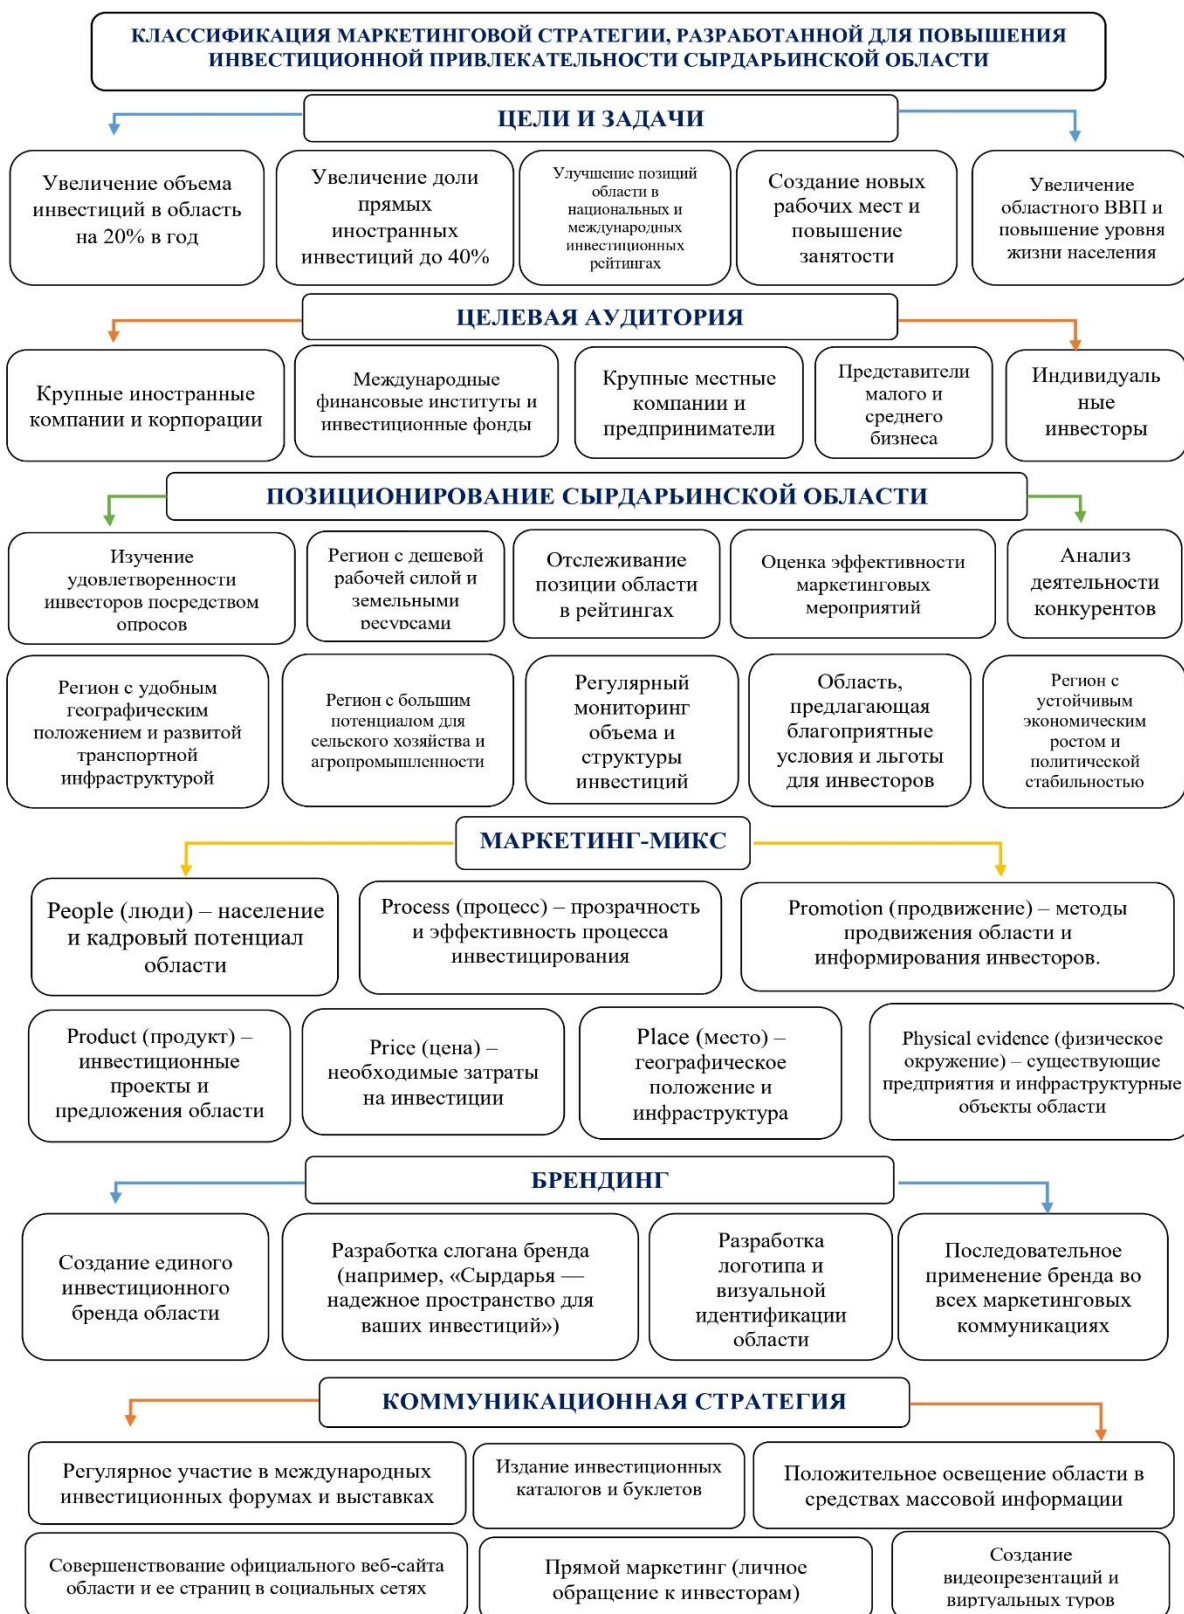 КЛАССИФИКАЦИЯ МАРКЕТИНГОВОЙ СТРАТЕГИИ, РАЗРАБОТАННОЙ ДЛЯ ПОВЫШЕНИЯ
ИНВЕСТИЦИОННОЙ ПРИВЛЕКАТЕЛЬНОСТИ СЫРДАРЬИНСКОЙ ОБЛАСТИ
ЦЕЛИ И ЗАДАЧИ
Увеличение объема
инвестиций в область
на 20% в год
Увеличение доли
прямых
иностранных
инвестиций до 40%
Улучшение позиций
области в
национальных и
международных
инвестиционных
рейтингах
Создание новых
рабочих мест и
повышение
занятости
Увеличение
областного ВВП и
повышение уровня
жизни населения
ЦЕЛЕВАЯ АУДИТОРИЯ
Крупные иностранные
компании и корпорации
Международные
финансовые институты и
инвестиционные фонды
Крупные местные
компании и
предприниматели
Представители
малого и
среднего
бизнеса
Индивидуаль
ные
инвесторы
ПОЗИЦИОНИРОВАНИЕ СЫРДАРЬИНСКОЙ ОБЛАСТИ
Изучение
удовлетворенности
инвесторов посредством
опросов
Регион с дешевой
рабочей силой и
земельными
ресурсами
Отслеживание
позиции области
в рейтингах
Оценка эффективности
маркетинговых
мероприятий
Анализ
деятельности
конкурентов
Регион с удобным
географическим
положением и развитой
транспортной
инфраструктурой
Регион с большим
потенциалом для
сельского хозяйства и
агропромышленности
Регулярный
мониторинг
объема и
структуры
инвестиций
Область,
предлагающая
благоприятные
условия и льготы
для инвесторов
Регион с
устойчивым
экономическим
ростом и
политической
стабильностью
МАРКЕТИНГ-МИКС
People (люди) – население
и кадровый потенциал
области
Process (процесс) – прозрачность
и эффективность процесса
инвестицирования
Promotion (продвижение) – методы
продвижения области и
информирования инвесторов.
Product (продукт) –
инвестиционные
проекты и
предложения области
Price (цена) –
необходимые затраты
на инвестиции
Place (место) –
географическое
положение и
инфраструктура
Physical evidence (физическое
окружение) – существующие
предприятия и инфраструктурные
объекты области
БРЕНДИНГ
Создание единого
инвестиционного
бренда области
Разработка слогана бренда
(например, «Сырдарья —
надежное пространство для
ваших инвестиций»)
Разработка
логотипа и
визуальной
идентификации
области
Последовательное
применение бренда во
всех маркетинговых
коммуникациях
КОММУНИКАЦИОННАЯ СТРАТЕГИЯ
Регулярное участие в международных
инвестиционных форумах и выставках
Издание инвестиционных
каталогов и буклетов
Положительное освещение области в
средствах массовой информации
Совершенствование официального веб-сайта
области и ее страниц в социальных сетях
Прямой маркетинг (личное
обращение к инвесторам)
Создание
видеопрезентаций и
виртуальных туров